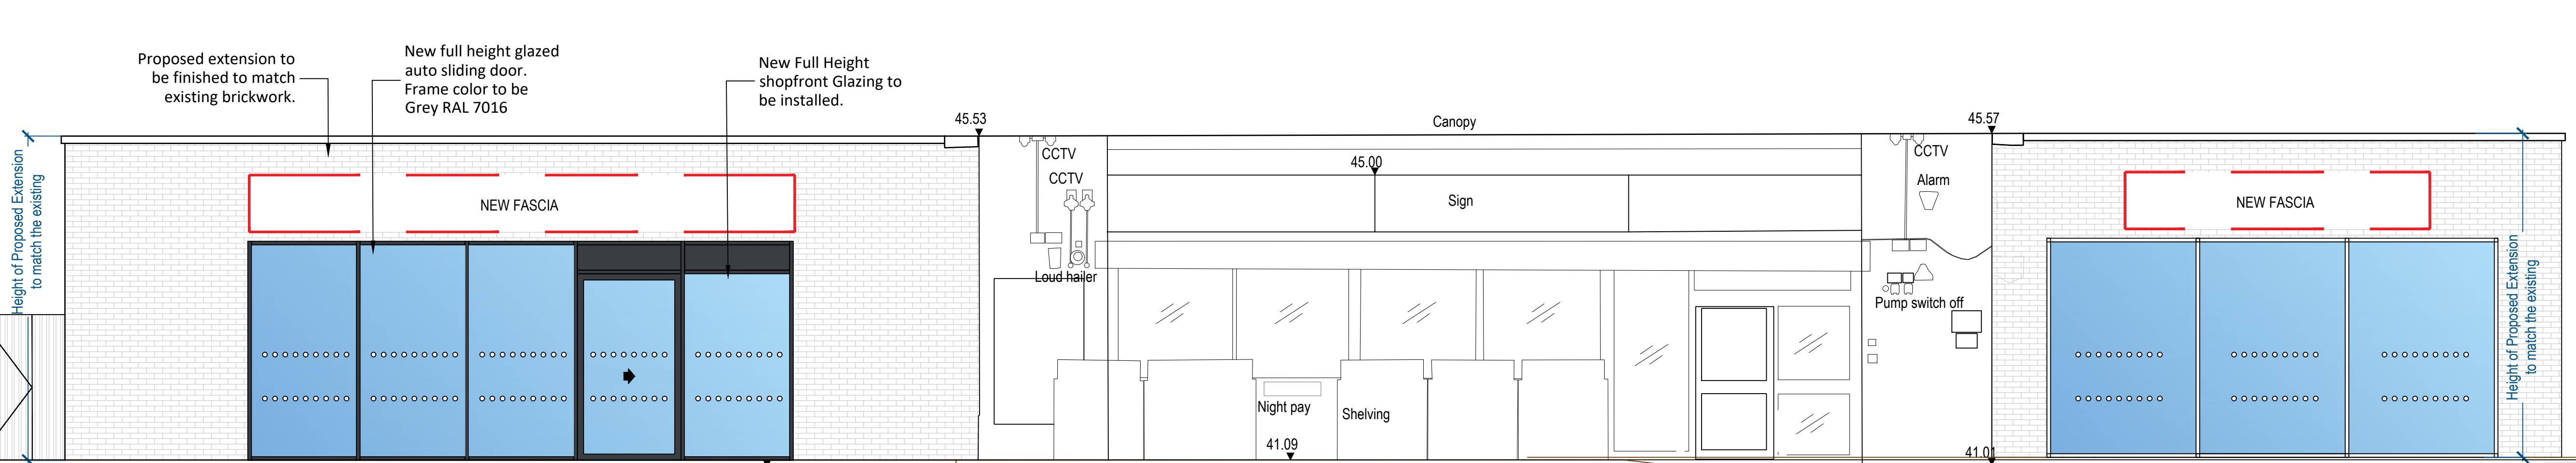 Proposed extension to
be finished to match
existing brickwork.
New full height glazed
auto sliding door.
Frame color to be
Grey RAL 7016
New Full Height
shopfront Glazing to
be installed.
45.53
Canopy
45.57
Height of Proposed Extension
to match the existing
NEW FASCIA
CCTV
CCTV
Loud hailer
45.00
Sign
CCTV
Alarm
Pump switch off
NEW FASCIA
Height of Proposed Extension
to match the existing
Night pay
Shelving
41.09
41.01